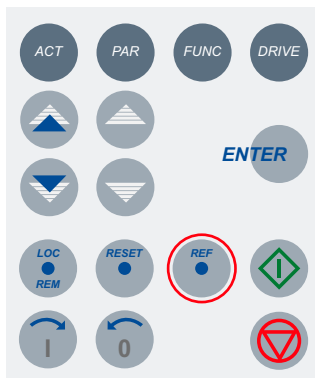 ACT PAR FUNC DRIVE
ENTER
LOC RESET REF
REM
I 0 I